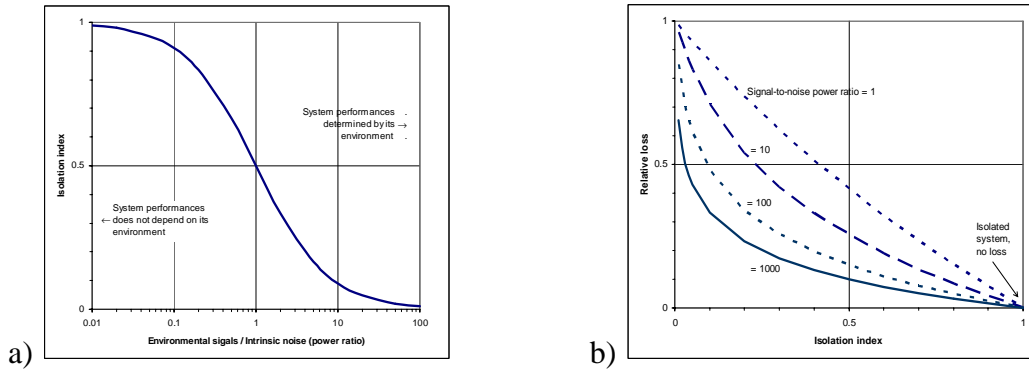 1
0.5
0
Isolation index
System performances .
determined by its →
environment .
System performances
← does not depend on its
environment
0.01 0.1 1 10 100
Environmental sigals / Intrinsic noise (power ratio)
a)
1
0.5
0
Relative loss
Signal-to-noise power ratio = 1
= 10
= 100
= 1000
Isolated
system,
no loss
0 0.5 1
Isolation index
b)